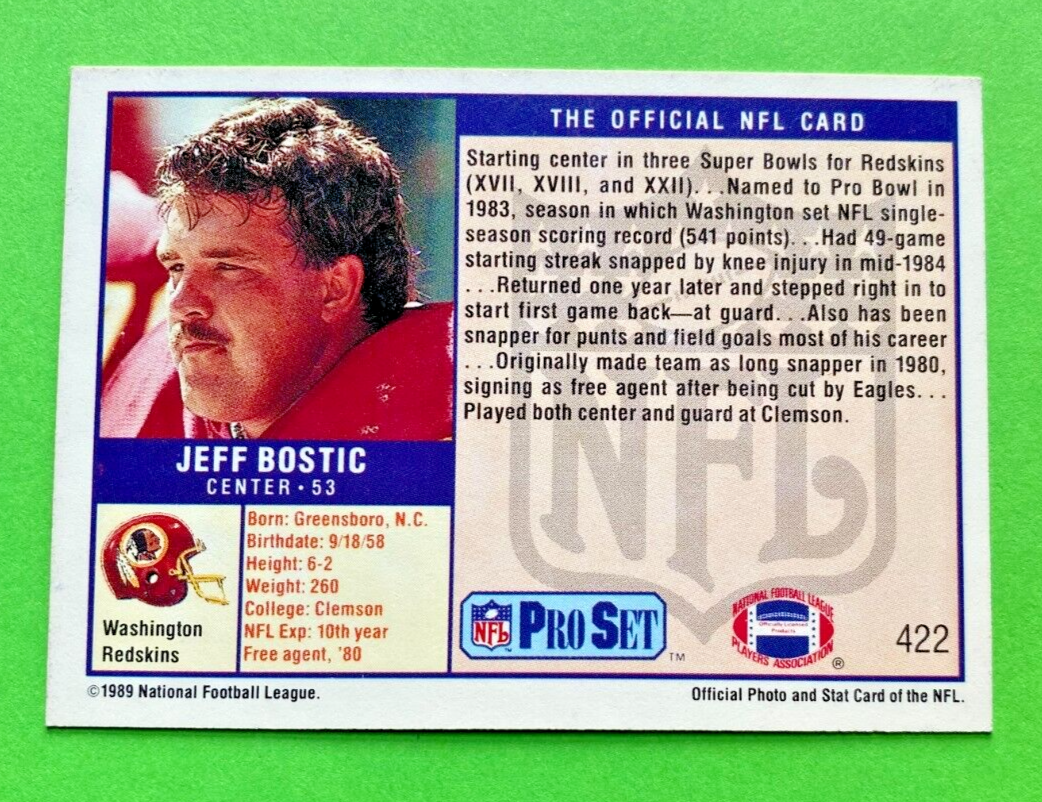 THE OFFICIAL NFL CARD
Starting center in three Super Bowls for Redskins
(XVII, XVIII, and XXII)...Named to Pro Bowl in
1983, season in which Washington set NFL single-
season scoring record (541 points)...Had 49-game
starting streak snapped by knee injury in mid-1984
...Returned one year later and stepped right in to
start first game back—at guard...Also has been
snapper for punts and field goals most of his career
...Originally made team as long snapper in 1980,
signing as free agent after being cut by Eagles...
Played both center and guard at Clemson.
NFL
JEFF BOSTIC
CENTER • 53
Washington
Redskins
Born: Greensboro, N.C.
Birthdate: 9/18/58
Height: 6-2
Weight: 260
College: Clemson
NFL Exp: 10th year
Free agent, '80
NFL PRO SET TM
NATIONAL FOOTBALL LEAGUE
Officially Licensed
Products
PLAYERS ASSOCIATION ®
422
©1989 National Football League.
Official Photo and Stat Card of the NFL.